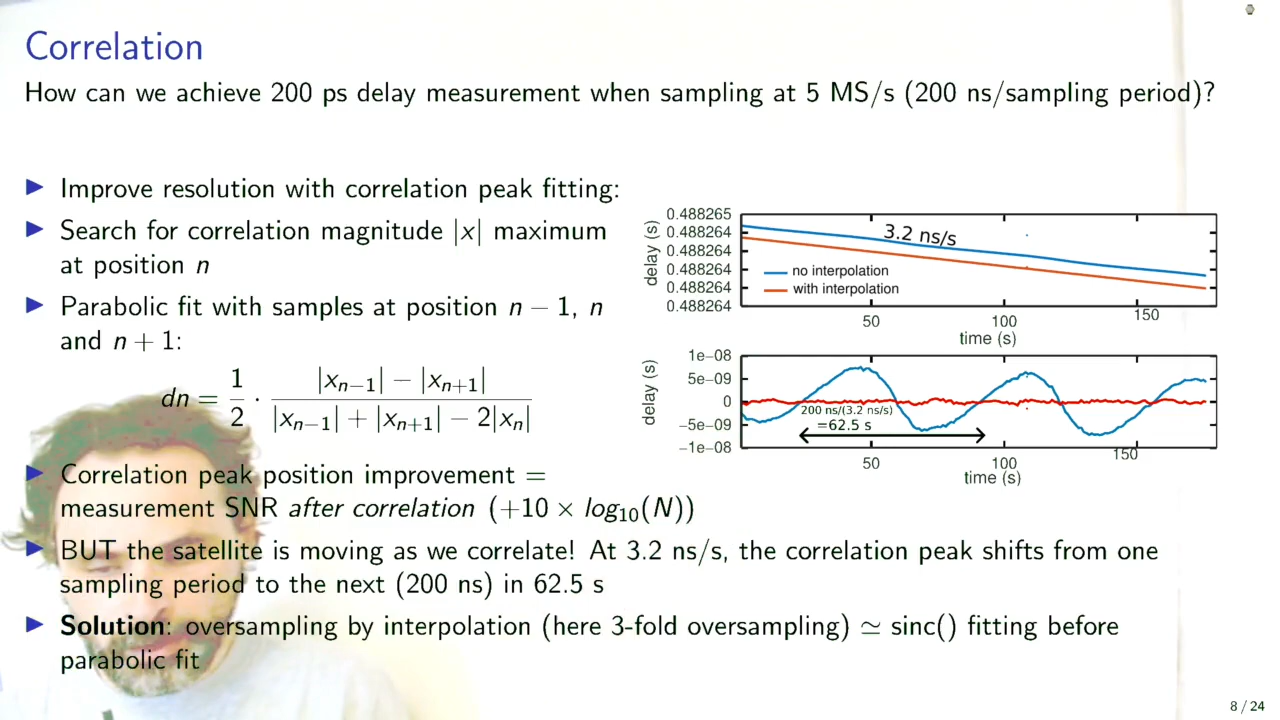 Correlation
How can we achieve 200 ps delay measurement when sampling at 5 MS/s (200 ns/sampling period)?
▶ Improve resolution with correlation peak fitting:
▶ Search for correlation magnitude |x| maximum
at position n
▶ Parabolic fit with samples at position n − 1, n
and n + 1:
dn = 1/2 · (|xₙ₋₁| − |xₙ₊₁|) / (|xₙ₋₁| + |xₙ₊₁| − 2|xₙ|)
0.488265
0.488264
0.488264
0.488264
0.488264
0.488264
delay (s)
3.2 ns/s
no interpolation
with interpolation
50 100 150
time (s)
1e−08
5e−09
0
−5e−09
−1e−08
delay (s)
200 ns/(3.2 ns/s)
=62.5 s
50 100 150
time (s)
▶ Correlation peak position improvement =
measurement SNR after correlation (+10 × log₁₀(N))
▶ BUT the satellite is moving as we correlate! At 3.2 ns/s, the correlation peak shifts from one
sampling period to the next (200 ns) in 62.5 s
▶ Solution: oversampling by interpolation (here 3-fold oversampling) ≃ sinc() fitting before
parabolic fit
8 / 24